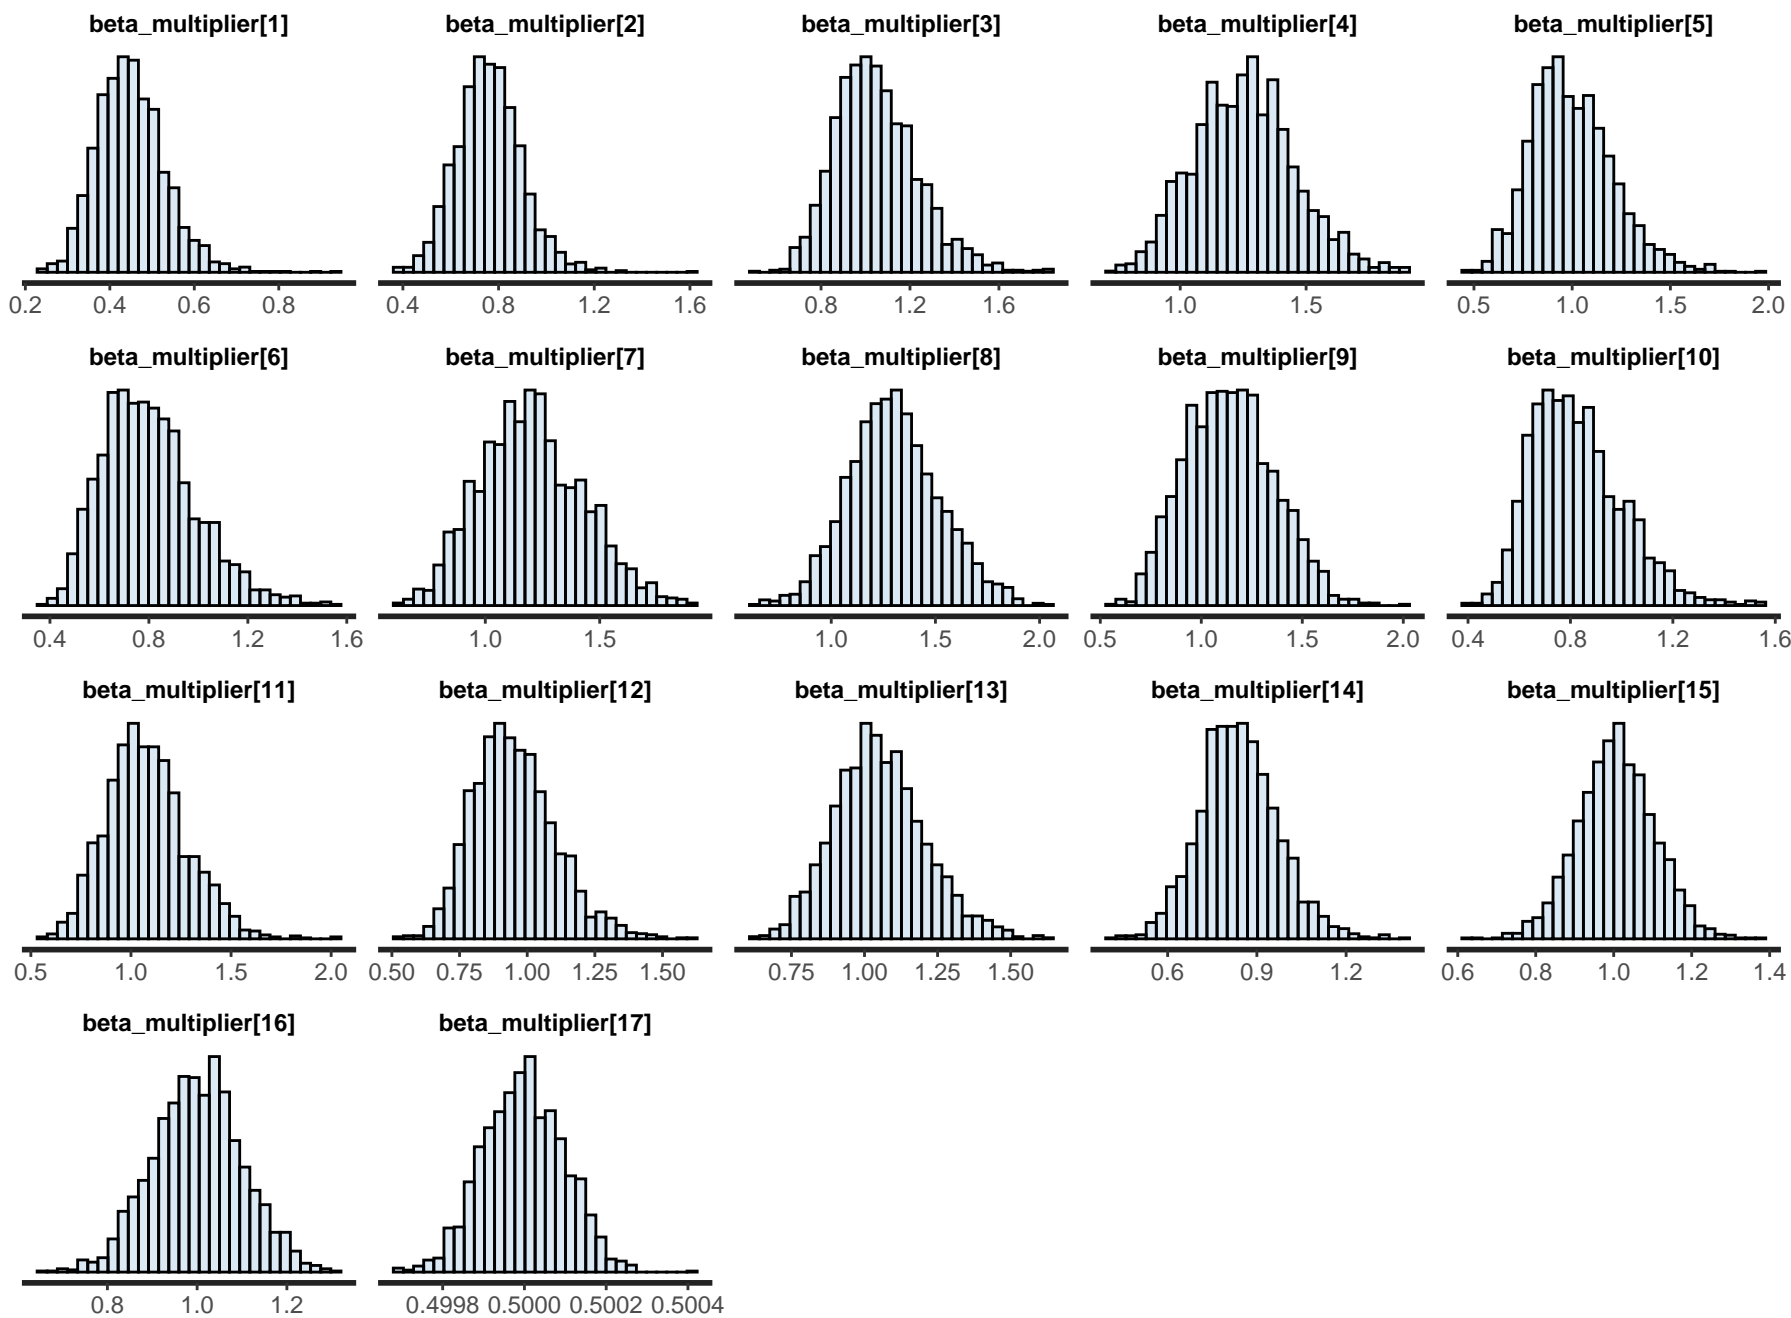 beta_multiplier[1] beta_multiplier[2] beta_multiplier[3] beta_multiplier[4] beta_multiplier[5]
0.2 0.4 0.6 0.8 0.4 0.8 1.2 1.6 0.8 1.2 1.6 1.0 1.5 0.5 1.0 1.5 2.0
beta_multiplier[6] beta_multiplier[7] beta_multiplier[8] beta_multiplier[9] beta_multiplier[10]
0.4 0.8 1.2 1.6 1.0 1.5 1.0 1.5 2.0 0.5 1.0 1.5 2.0 0.4 0.8 1.2 1.6
beta_multiplier[11] beta_multiplier[12] beta_multiplier[13] beta_multiplier[14] beta_multiplier[15]
0.5 1.0 1.5 2.0 0.50 0.75 1.00 1.25 1.50 0.75 1.00 1.25 1.50 0.6 0.9 1.2 0.6 0.8 1.0 1.2 1.4
beta_multiplier[16] beta_multiplier[17]
0.8 1.0 1.2 0.4998 0.5000 0.5002 0.5004